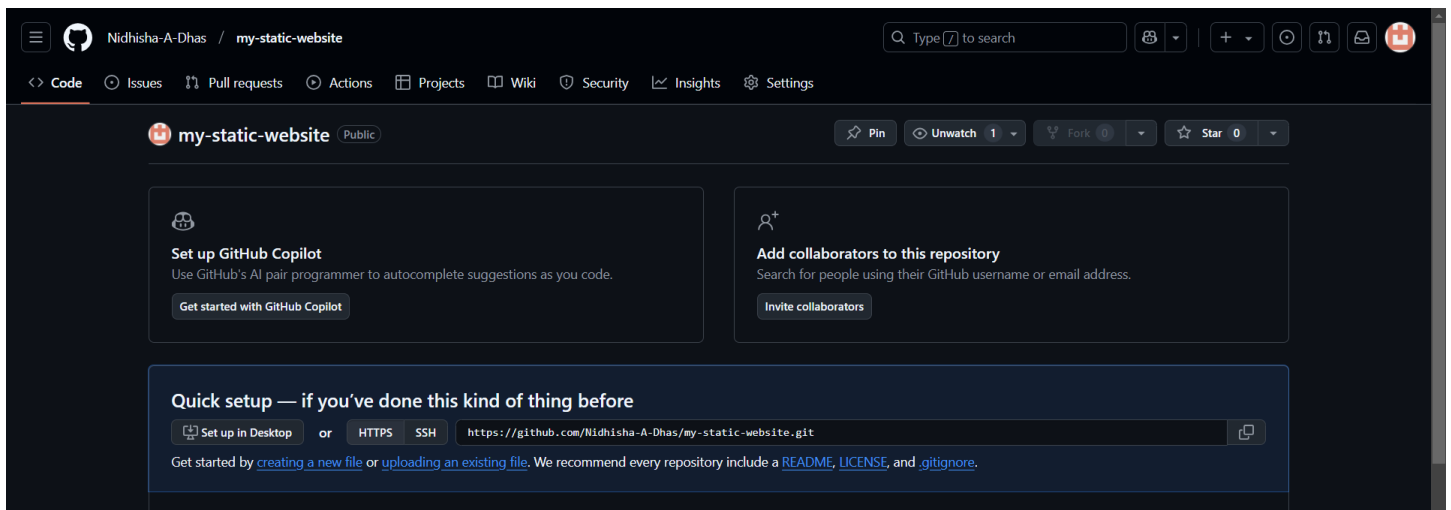 Nidhisha-A-Dhas / my-static-website
Type / to search
Code Issues Pull requests Actions Projects Wiki Security Insights Settings
my-static-website Public
Pin Unwatch 1 Fork 0 Star 0
Set up GitHub Copilot
Use GitHub's AI pair programmer to autocomplete suggestions as you code.
Get started with GitHub Copilot
Add collaborators to this repository
Search for people using their GitHub username or email address.
Invite collaborators
Quick setup — if you've done this kind of thing before
Set up in Desktop or HTTPS SSH https://github.com/Nidhisha-A-Dhas/my-static-website.git
Get started by creating a new file or uploading an existing file. We recommend every repository include a README, LICENSE, and .gitignore.